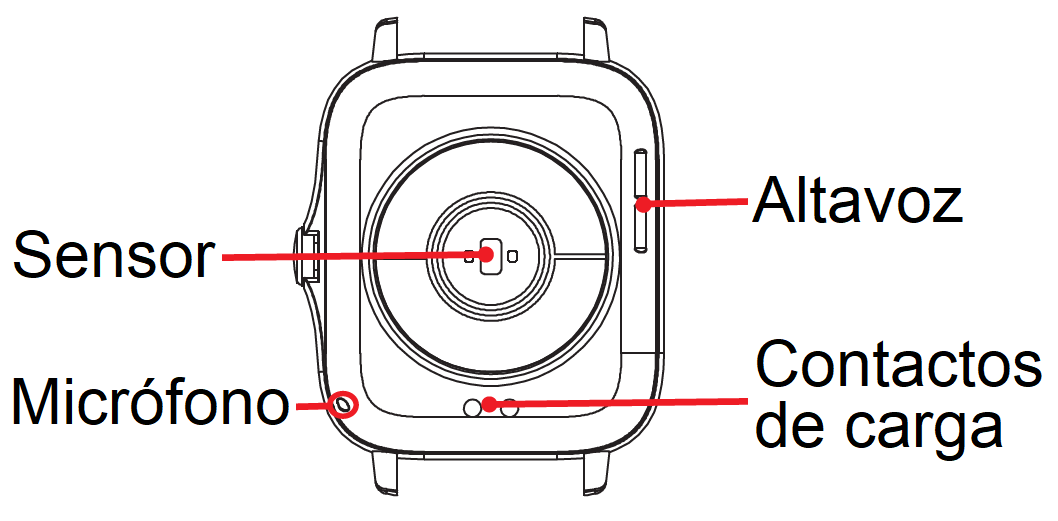 Altavoz
Sensor
Contactos
de carga
Micrófono